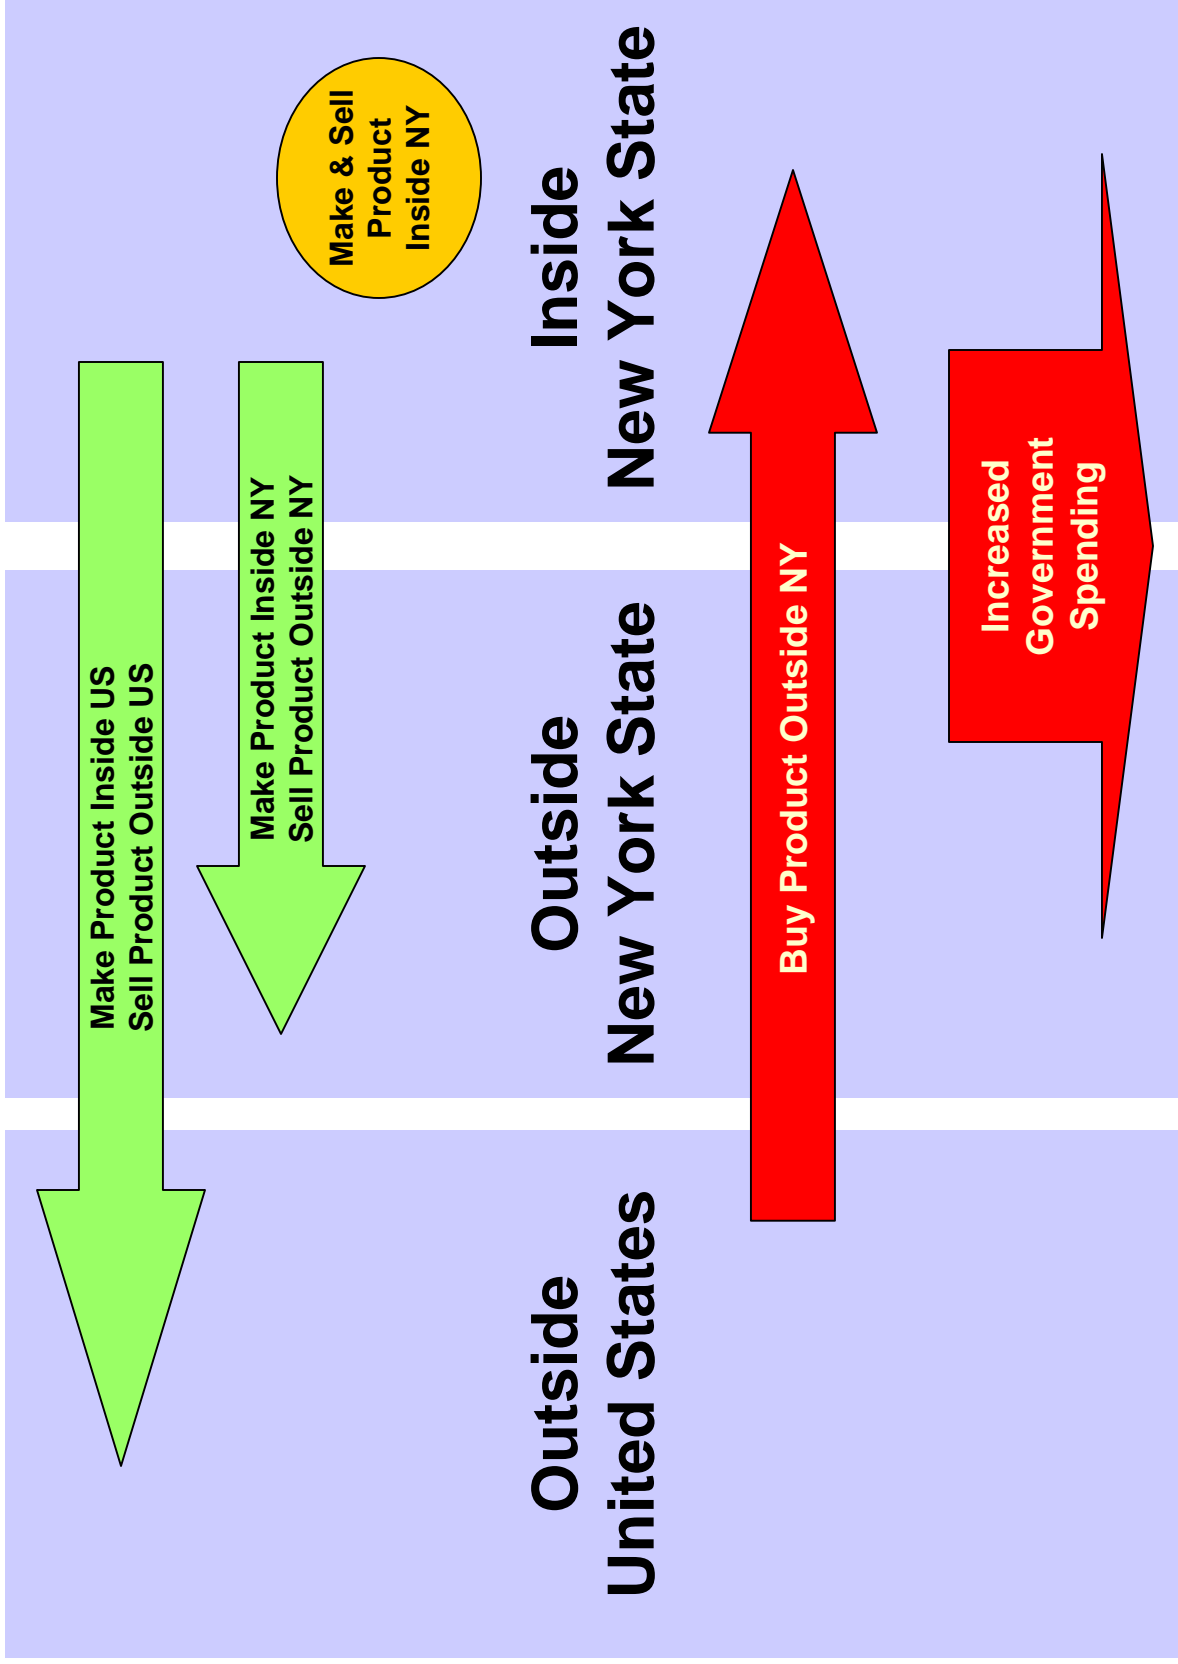 Make Product Inside US
Sell Product Outside US
Make Product Inside NY
Sell Product Outside NY
Make & Sell
Product
Inside NY
Outside
United States
Outside
New York State
Inside
New York State
Buy Product Outside NY
Increased
Government
Spending